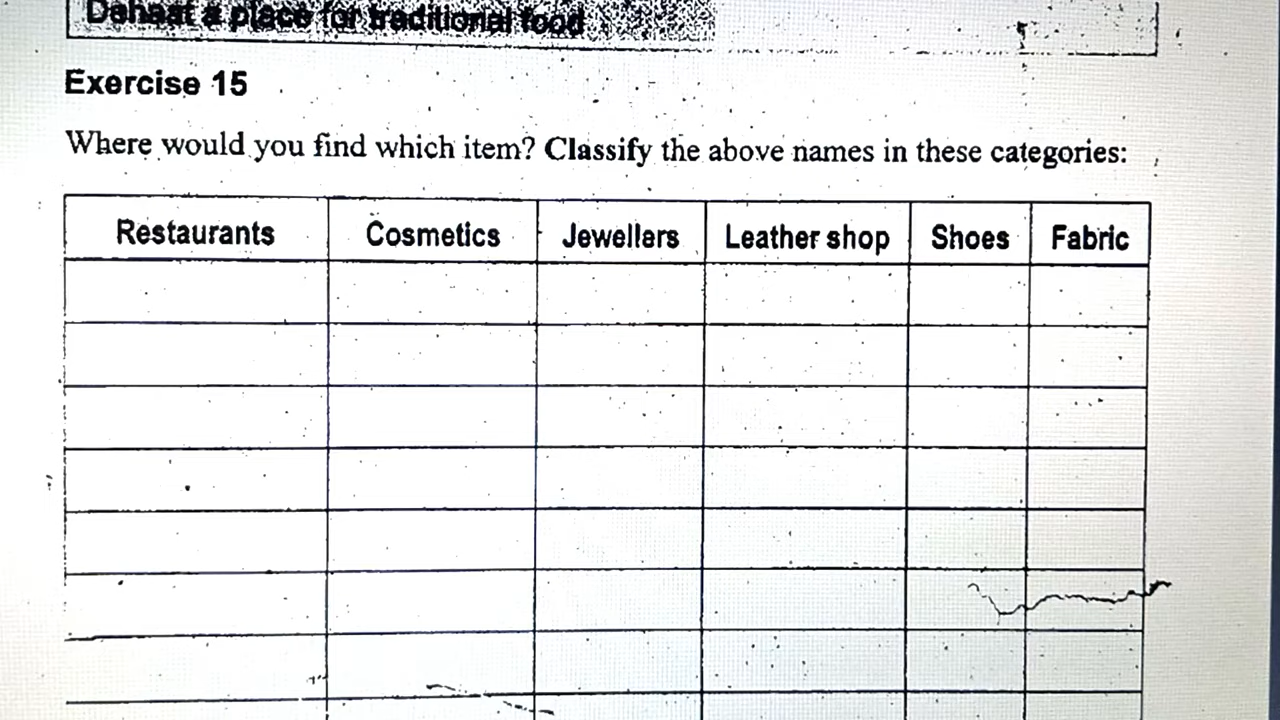 Dehaat a place for traditional food
Exercise 15
Where would you find which item? Classify the above names in these categories:
Restaurants Cosmetics Jewellers Leather shop Shoes Fabric